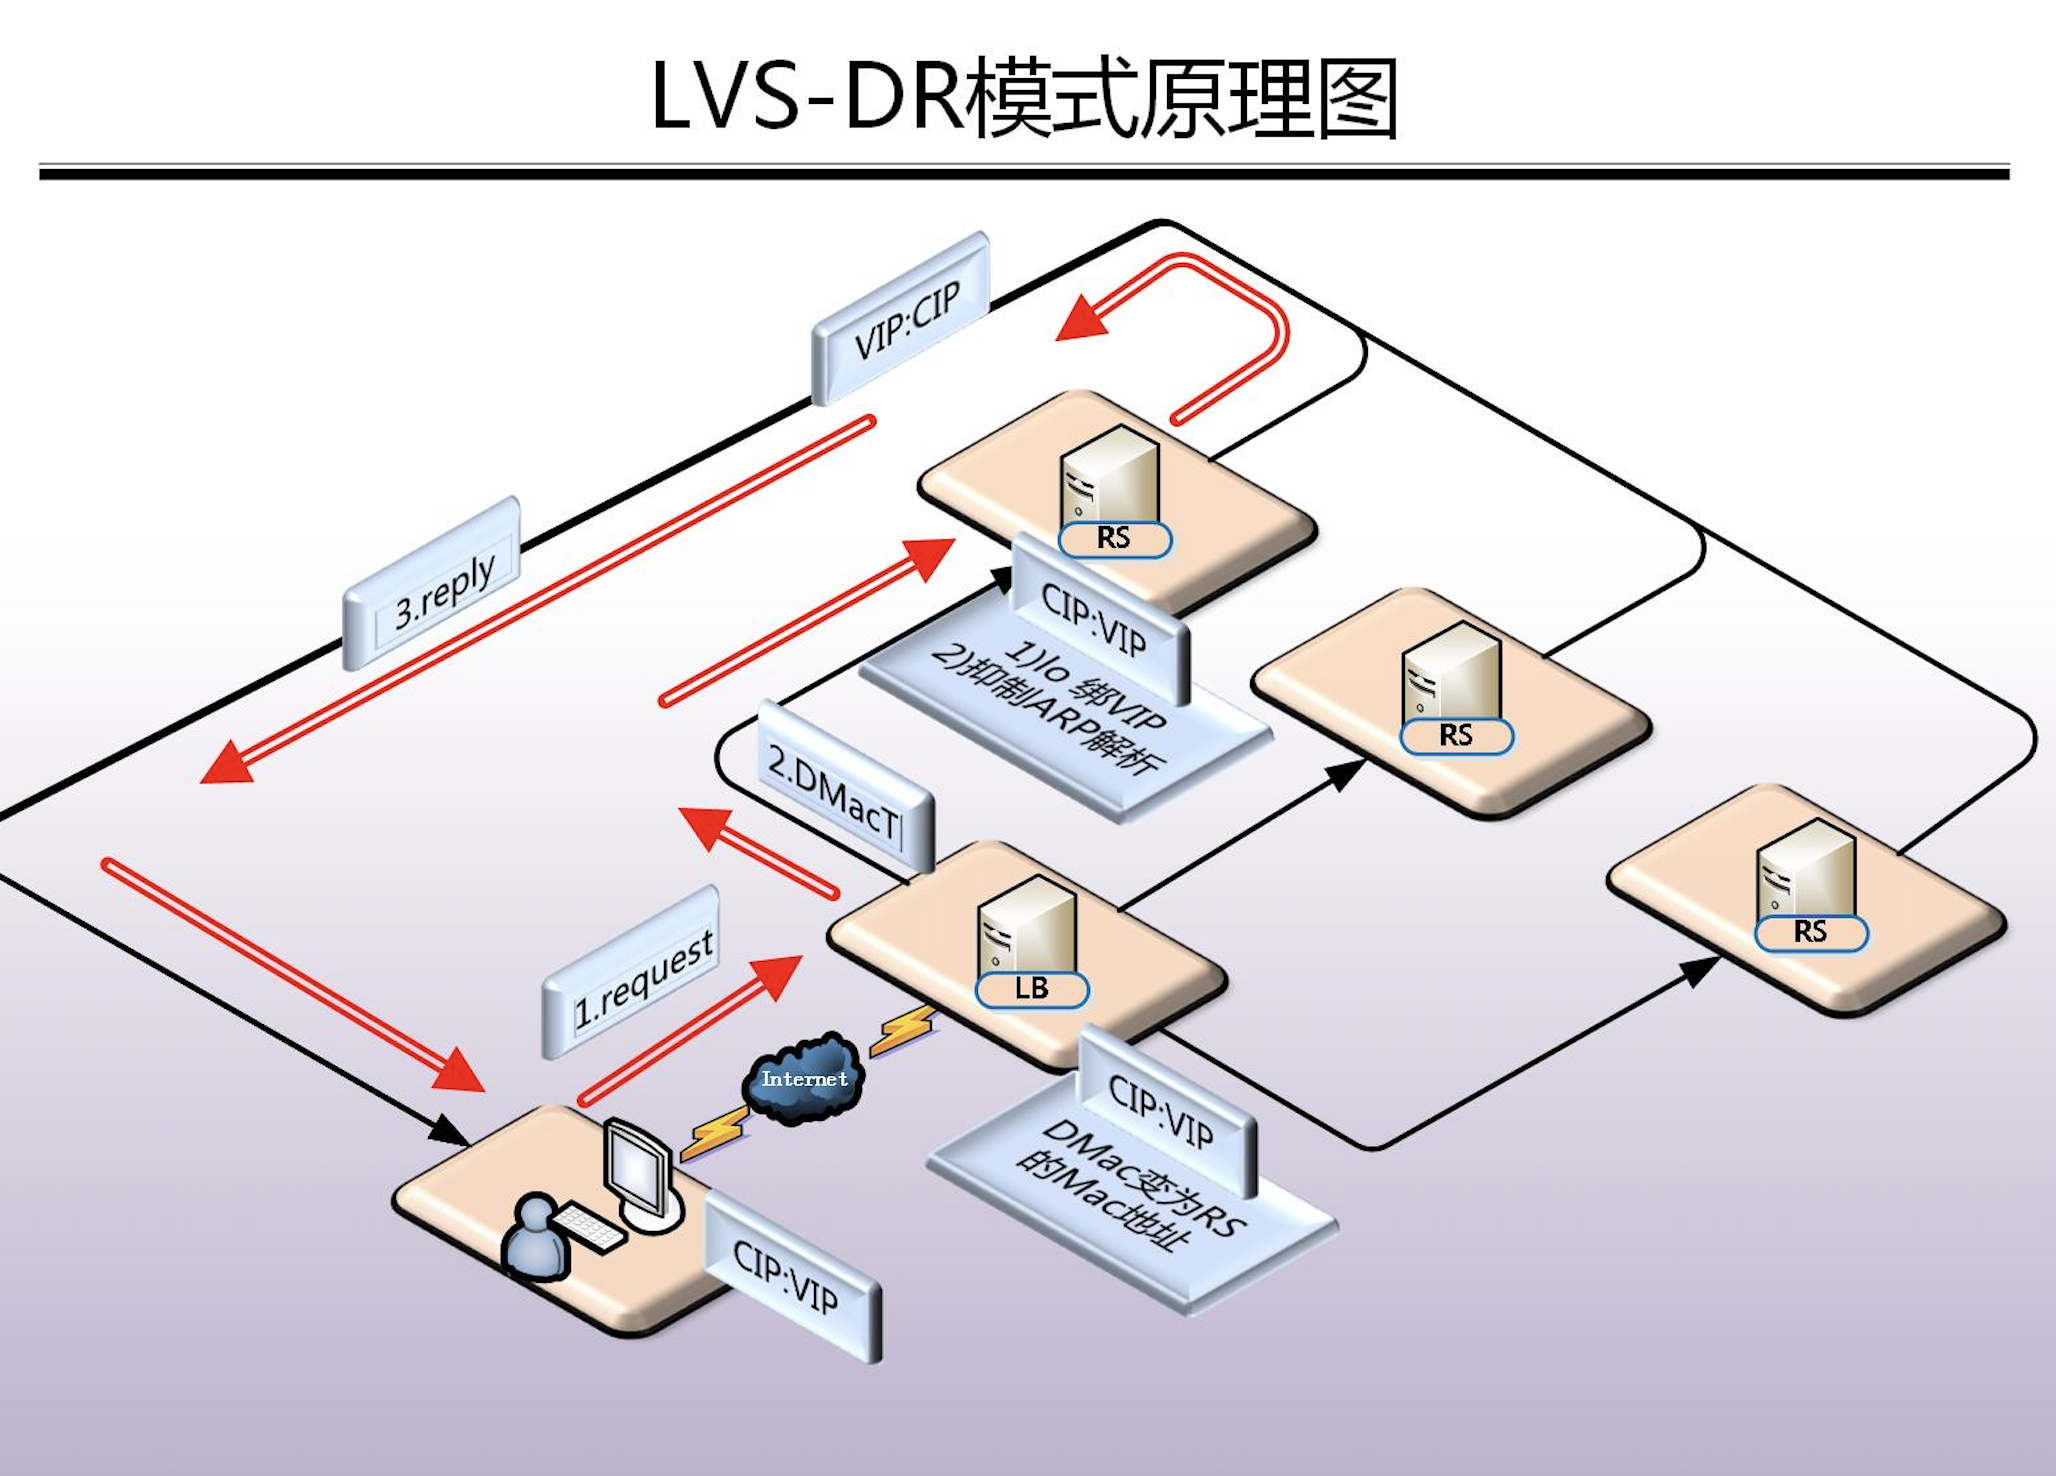 LVS-DR模式原理图
VIP:CIP
3.reply
RS
CIP:VIP
1)lo 绑VIP
2)抑制ARP解析
RS
2.DMacT
RS
1.request
LB
Internet
CIP:VIP
DMac变为RS
的Mac地址
CIP:VIP